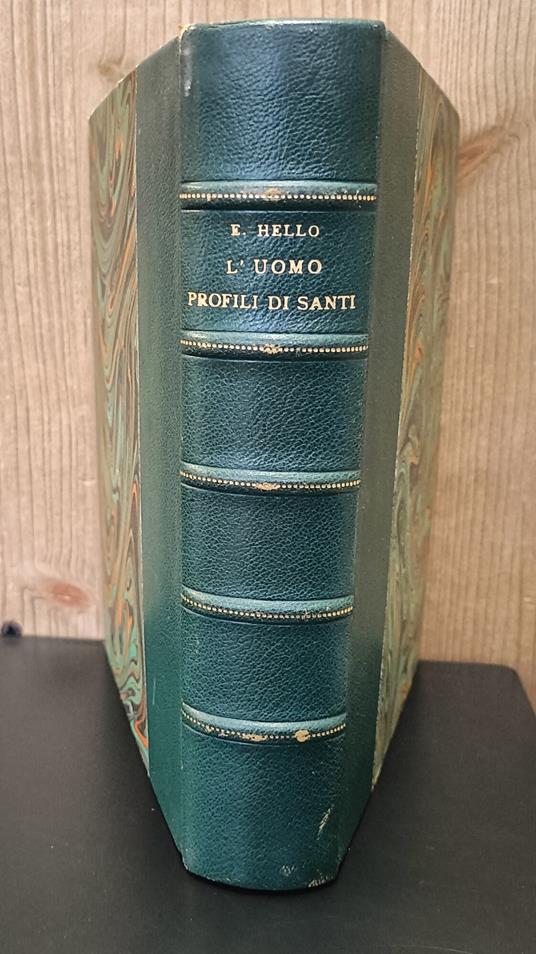 E. HELLO
L' UOMO
PROFILI DI SANTI